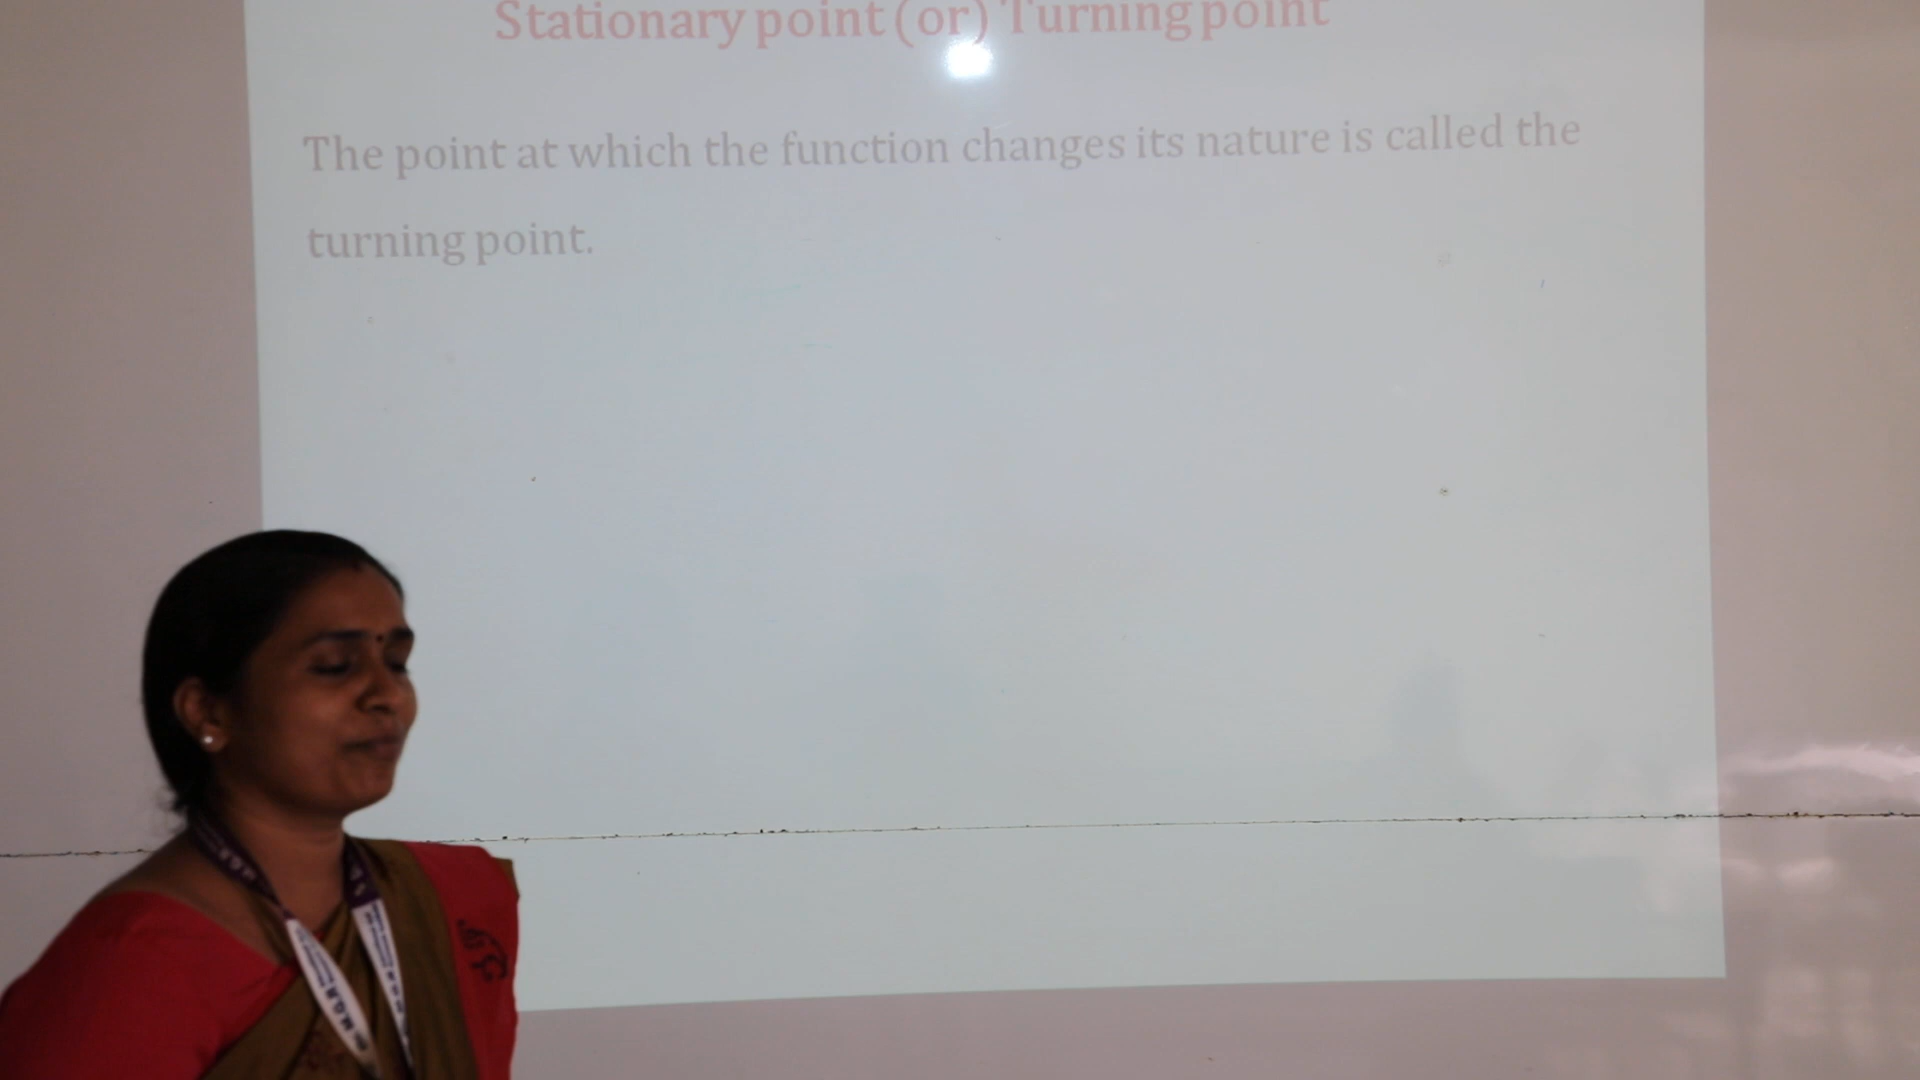 Stationary point (or) Turning point
The point at which the function changes its nature is called the
turning point.
M.G.R